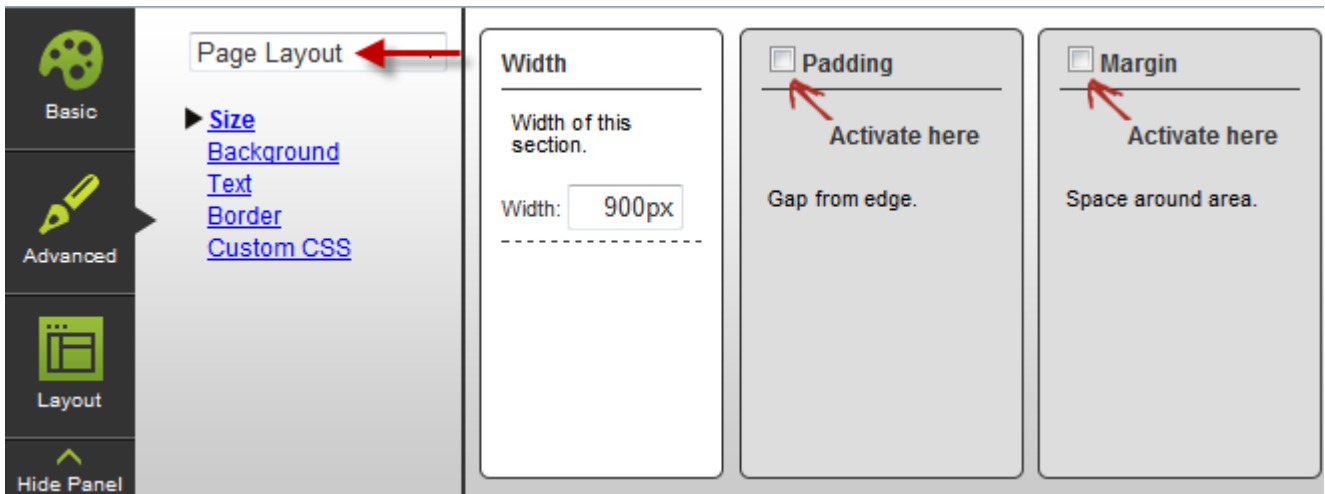 Basic
Advanced
Layout
Hide Panel
Page Layout
Size
Background
Text
Border
Custom CSS
Width
Width of this
section.
Width: 900px
Padding
Activate here
Gap from edge.
Margin
Activate here
Space around area.